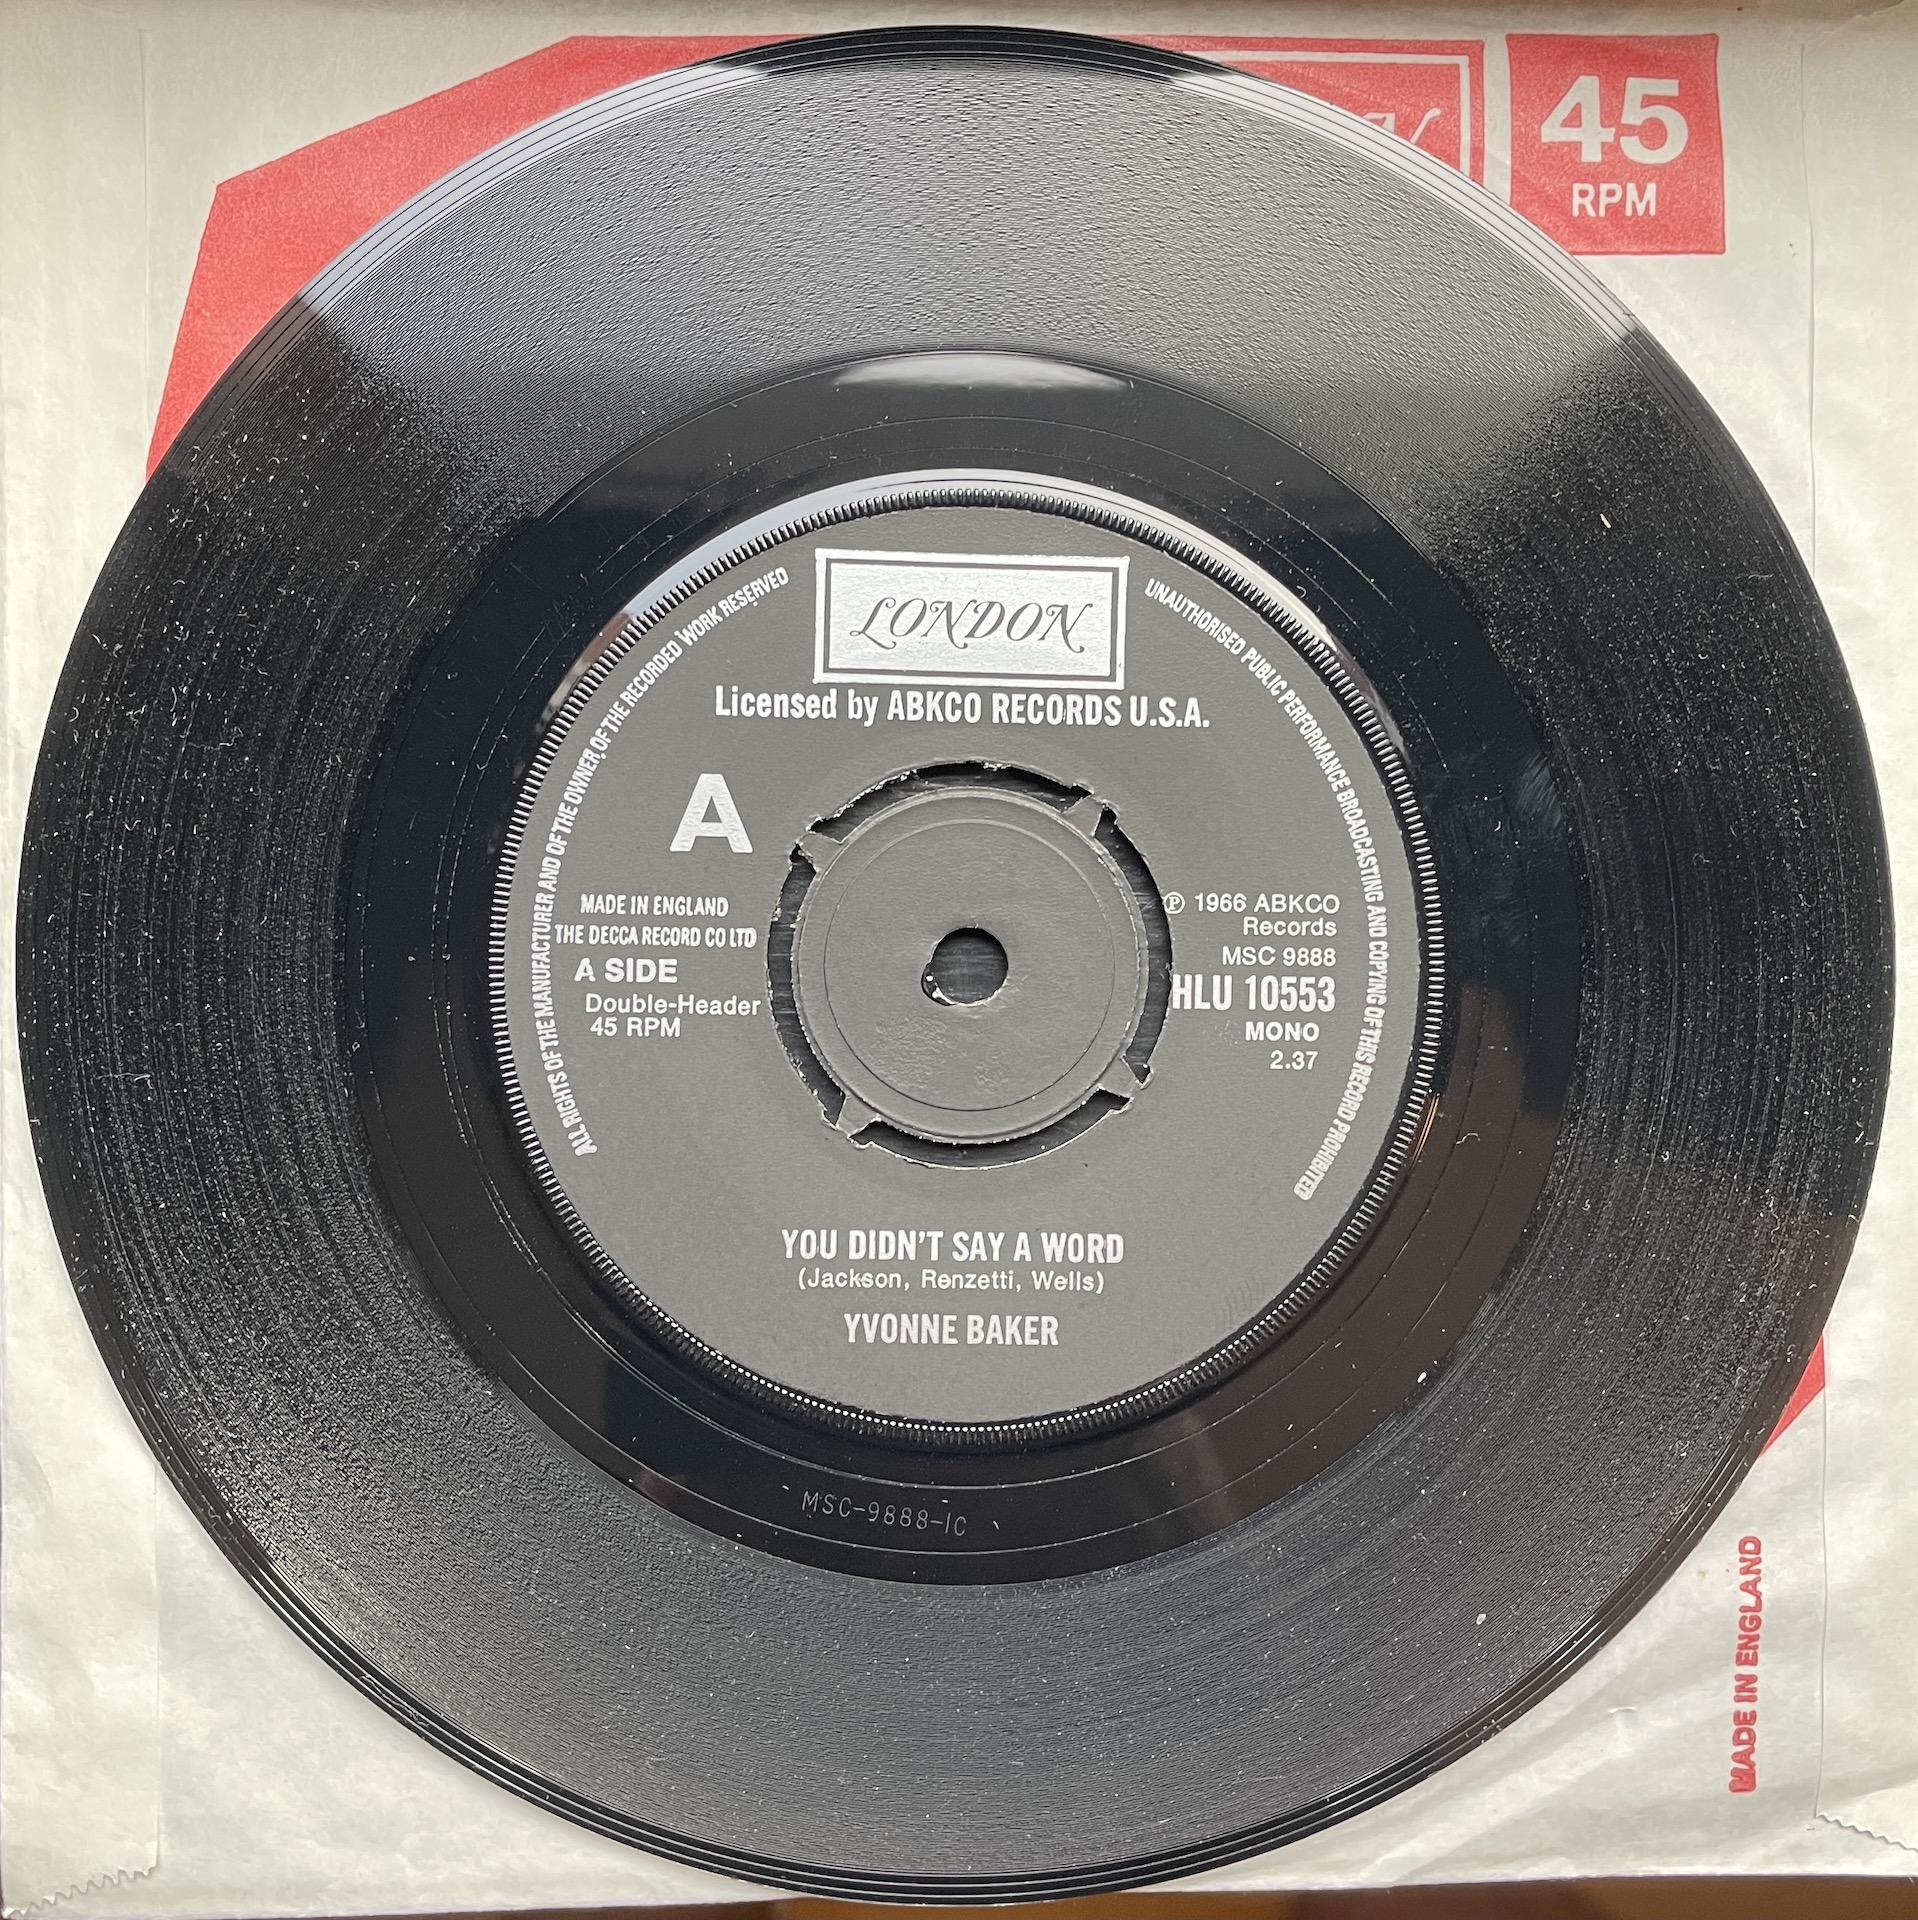 45
RPM
LONDON
Licensed by ABKCO RECORDS U.S.A.
ALL RIGHTS OF THE MANUFACTURER AND OF THE OWNER OF THE RECORDED WORK RESERVED
UNAUTHORISED PUBLIC PERFORMANCE BROADCASTING AND COPYING OF THIS RECORD PROHIBITED
A
MADE IN ENGLAND
THE DECCA RECORD CO LTD
A SIDE
Double-Header
45 RPM
℗ 1966 ABKCO
Records
MSC 9888
HLU 10553
MONO
2.37
YOU DIDN'T SAY A WORD
(Jackson, Renzetti, Wells)
YVONNE BAKER
MSC-9888-1C
MADE IN ENGLAND